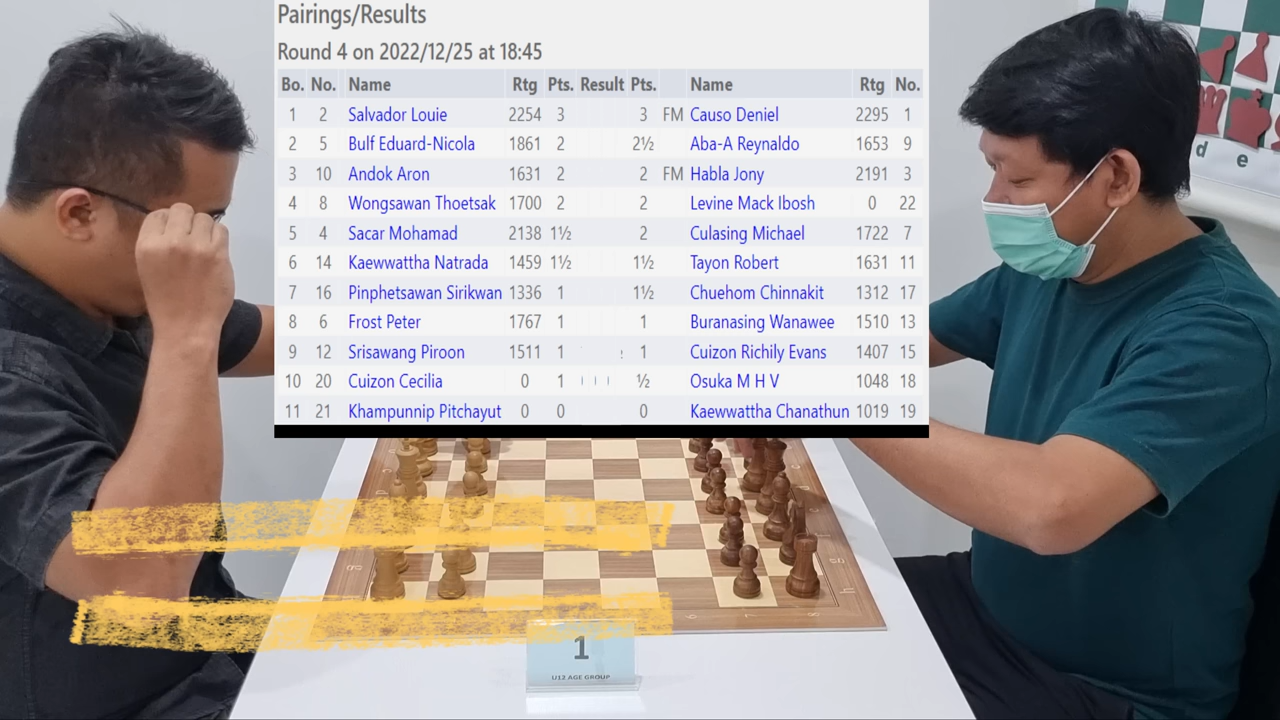 Pairings/Results
Round 4 on 2022/12/25 at 18:45
Bo. No. Name Rtg Pts. Result Pts. Name Rtg No.
1 2 Salvador Louie 2254 3 3 FM Causo Deniel 2295 1
2 5 Bulf Eduard-Nicola 1861 2 2½ Aba-A Reynaldo 1653 9
3 10 Andok Aron 1631 2 2 FM Habla Jony 2191 3
4 8 Wongsawan Thoetsak 1700 2 2 Levine Mack Ibosh 0 22
5 4 Sacar Mohamad 2138 1½ 2 Culasing Michael 1722 7
6 14 Kaewwattha Natrada 1459 1½ 1½ Tayon Robert 1631 11
7 16 Pinphetsawan Sirikwan 1336 1 1½ Chuehom Chinnakit 1312 17
8 6 Frost Peter 1767 1 1 Buranasing Wanawee 1510 13
9 12 Srisawang Piroon 1511 1 1 Cuizon Richily Evans 1407 15
10 20 Cuizon Cecilia 0 1 ½ Osuka M H V 1048 18
11 21 Khampunnip Pitchayut 0 0 0 Kaewwattha Chanathun 1019 19
d e
1
U12 AGE GROUP